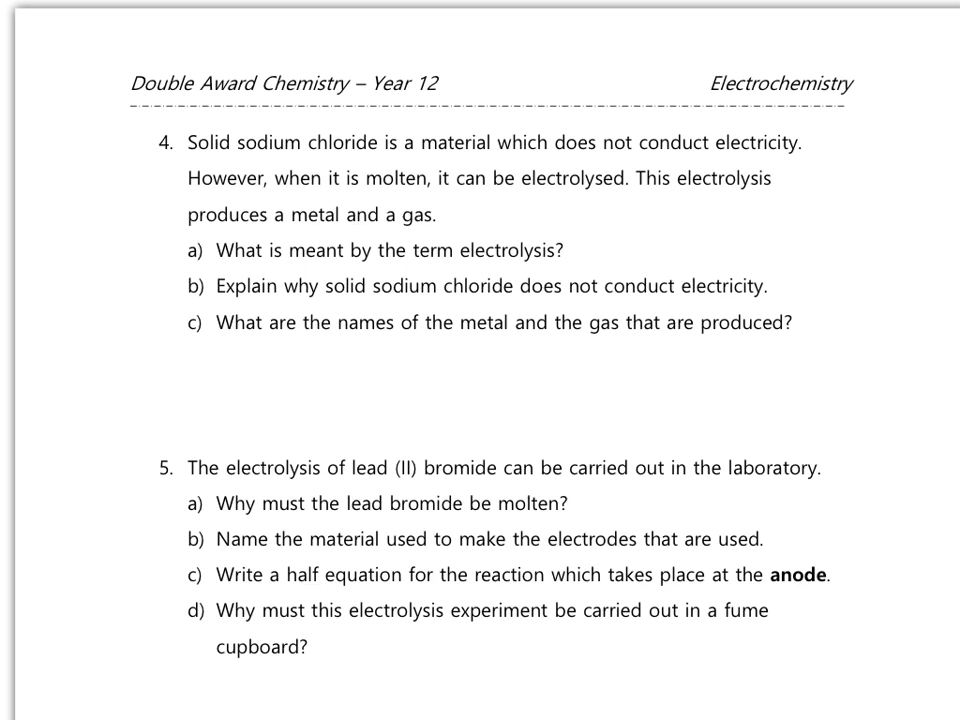 Double Award Chemistry – Year 12 Electrochemistry
4. Solid sodium chloride is a material which does not conduct electricity.
However, when it is molten, it can be electrolysed. This electrolysis
produces a metal and a gas.
a) What is meant by the term electrolysis?
b) Explain why solid sodium chloride does not conduct electricity.
c) What are the names of the metal and the gas that are produced?
5. The electrolysis of lead (II) bromide can be carried out in the laboratory.
a) Why must the lead bromide be molten?
b) Name the material used to make the electrodes that are used.
c) Write a half equation for the reaction which takes place at the anode.
d) Why must this electrolysis experiment be carried out in a fume
cupboard?